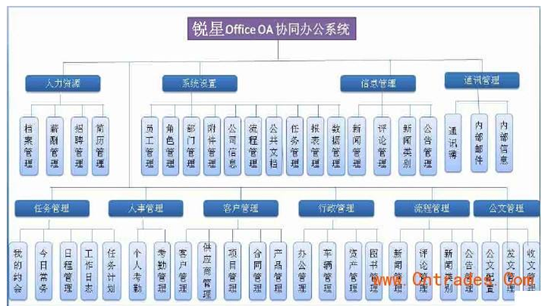 锐星Office OA 协同办公系统
人力资源
系统设置
信息管理
通讯管理
档案管理
薪酬管理
招聘管理
简历管理
员工管理
角色管理
部门管理
附件管理
公司信息
流程管理
公共文档
任务管理
报表管理
数据管理
新闻管理
评论管理
新闻类别
公告管理
通讯簿
内部邮件
内部信息
任务管理
人事管理
客户管理
行政管理
流程管理
公文管理
我的约会
今日常务
日程管理
工作日志
任务计划
个人考勤
考勤管理
客户管理
供应商管理
项目管理
合同管理
产品管理
办公管理
车辆管理
资产管理
图书管理
新闻管理
评论管理
新闻类别
公告管理
公文配置
发文管理
收文管理
www.Cntrades.Com